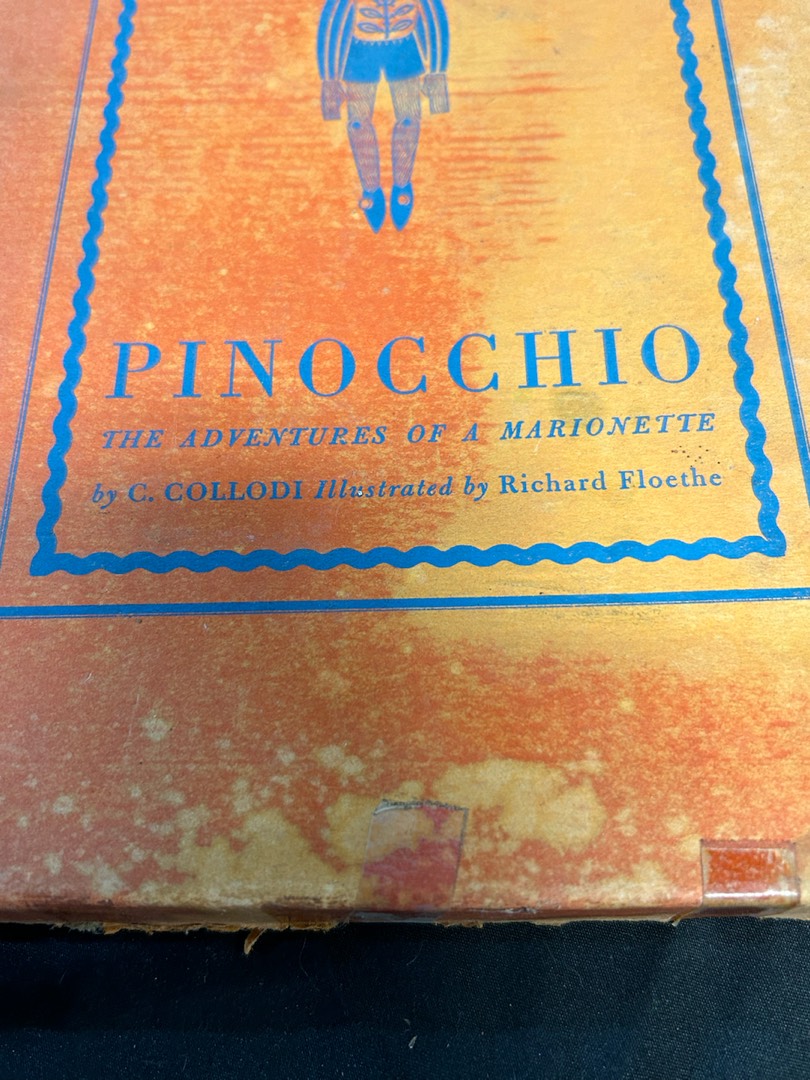 PINOCCHIO
THE ADVENTURES OF A MARIONETTE
by C. COLLODI Illustrated by Richard Floethe